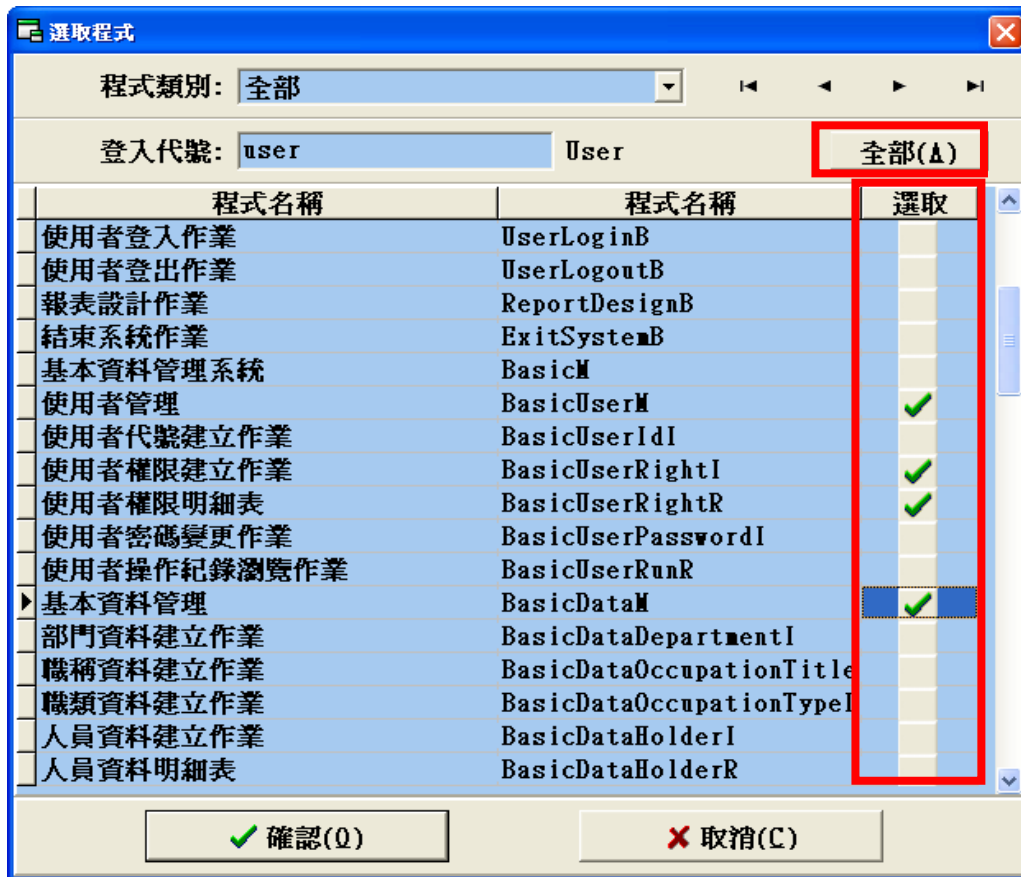 選取程式
程式類別: 全部
登入代號: user User 全部(A)
程式名稱 程式名稱 選取
使用者登入作業 UserLoginB
使用者登出作業 UserLogoutB
報表設計作業 ReportDesignB
結束系統作業 ExitSystemB
基本資料管理系統 BasicM
使用者管理 BasicUserM
使用者代號建立作業 BasicUserIdI
使用者權限建立作業 BasicUserRightI
使用者權限明細表 BasicUserRightR
使用者密碼變更作業 BasicUserPasswordI
使用者操作紀錄瀏覽作業 BasicUserRunR
基本資料管理 BasicDataM
部門資料建立作業 BasicDataDepartmentI
職稱資料建立作業 BasicDataOccupationTitle
職類資料建立作業 BasicDataOccupationTypeI
人員資料建立作業 BasicDataHolderI
人員資料明細表 BasicDataHolderR
確認(O) 取消(C)